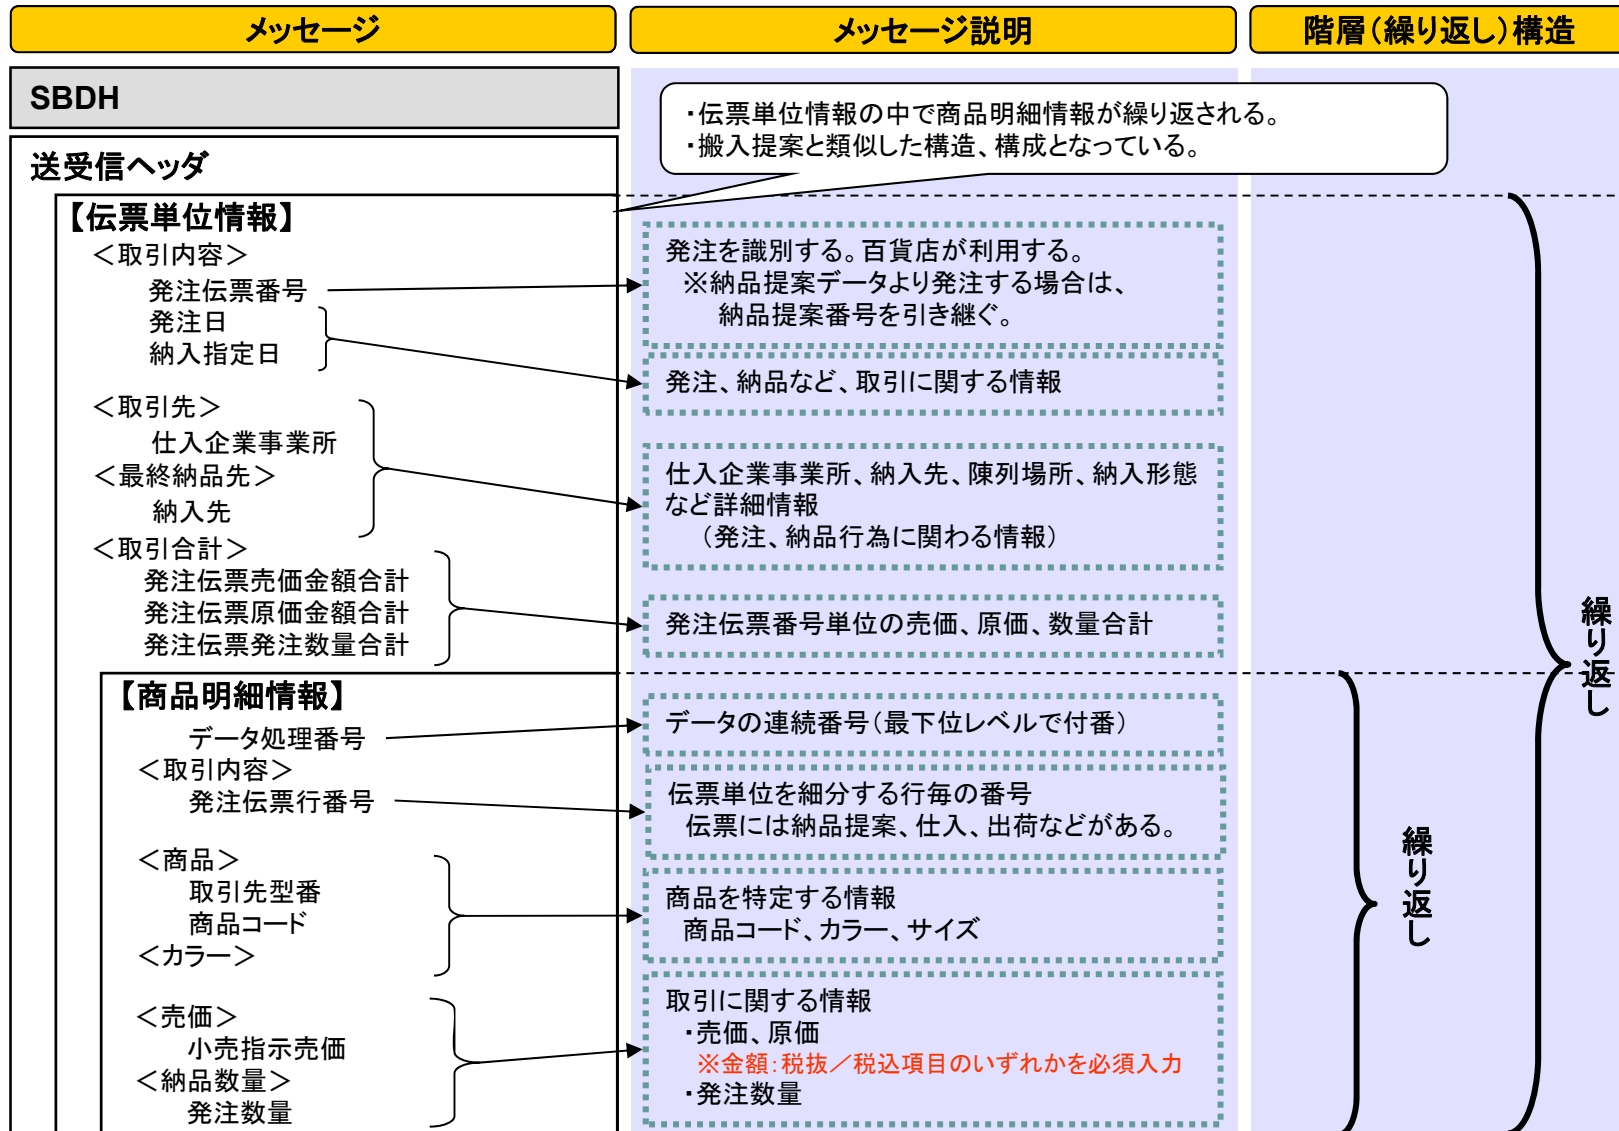 メッセージ
メッセージ説明
階層（繰り返し）構造
SBDH
・伝票単位情報の中で商品明細情報が繰り返される。
・搬入提案と類似した構造、構成となっている。
送受信ヘッダ
【伝票単位情報】
＜取引内容＞
発注伝票番号
発注日
納入指定日
＜取引先＞
仕入企業事業所
＜最終納品先＞
納入先
＜取引合計＞
発注伝票売価金額合計
発注伝票原価金額合計
発注伝票発注数量合計
発注を識別する。百貨店が利用する。
※納品提案データより発注する場合は、
納品提案番号を引き継ぐ。
発注、納品など、取引に関する情報
仕入企業事業所、納入先、陳列場所、納入形態
など詳細情報
（発注、納品行為に関わる情報）
発注伝票番号単位の売価、原価、数量合計
繰り返し
【商品明細情報】
データ処理番号
＜取引内容＞
発注伝票行番号
＜商品＞
取引先型番
商品コード
＜カラー＞
＜売価＞
小売指示売価
＜納品数量＞
発注数量
データの連続番号（最下位レベルで付番）
伝票単位を細分する行毎の番号
伝票には納品提案、仕入、出荷などがある。
商品を特定する情報
商品コード、カラー、サイズ
取引に関する情報
・売価、原価
※金額：税抜／税込項目のいずれかを必須入力
・発注数量
繰り返し